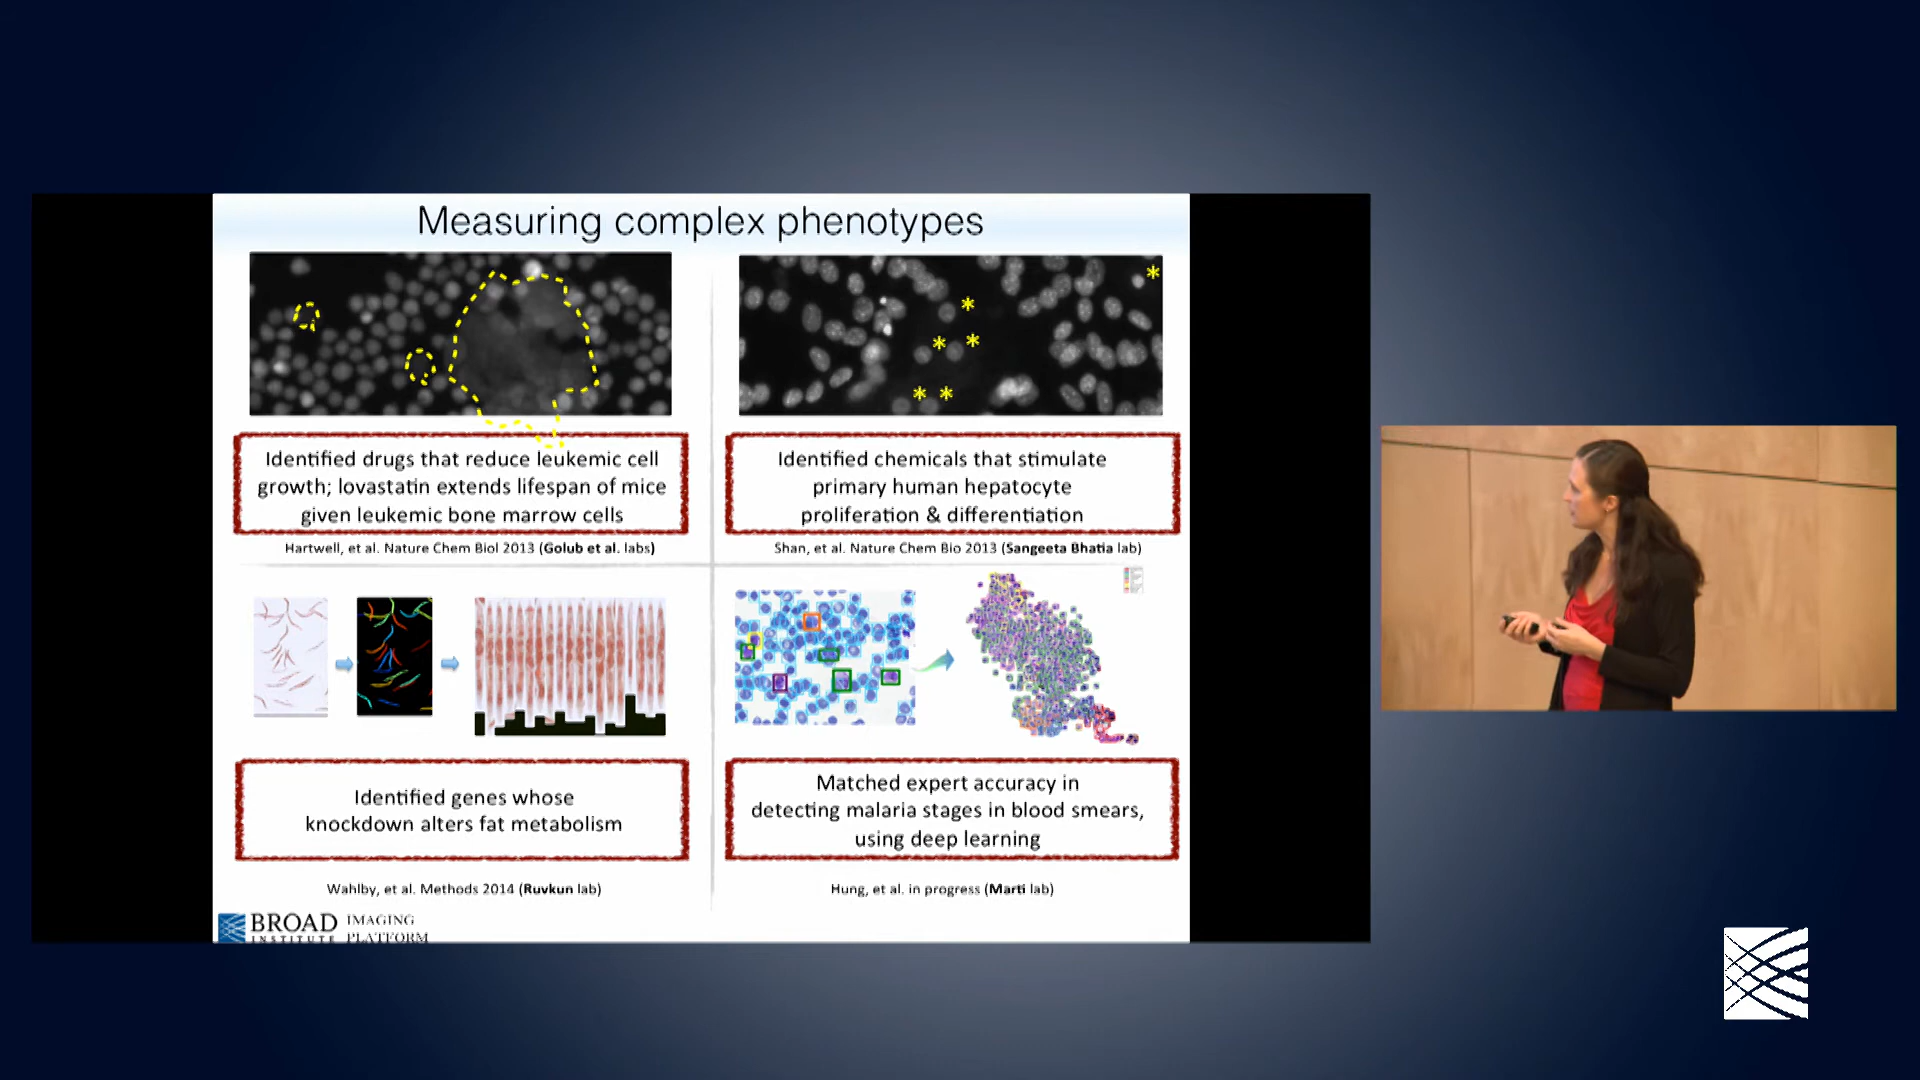 Measuring complex phenotypes
Identified drugs that reduce leukemic cell
growth; lovastatin extends lifespan of mice
given leukemic bone marrow cells
Hartwell, et al. Nature Chem Biol 2013 (Golub et al. labs)
Identified chemicals that stimulate
primary human hepatocyte
proliferation & differentiation
Shan, et al. Nature Chem Bio 2013 (Sangeeta Bhatia lab)
Identified genes whose
knockdown alters fat metabolism
Wahlby, et al. Methods 2014 (Ruvkun lab)
Matched expert accuracy in
detecting malaria stages in blood smears,
using deep learning
Hung, et al. in progress (Marti lab)
BROAD
INSTITUTE
IMAGING
PLATFORM